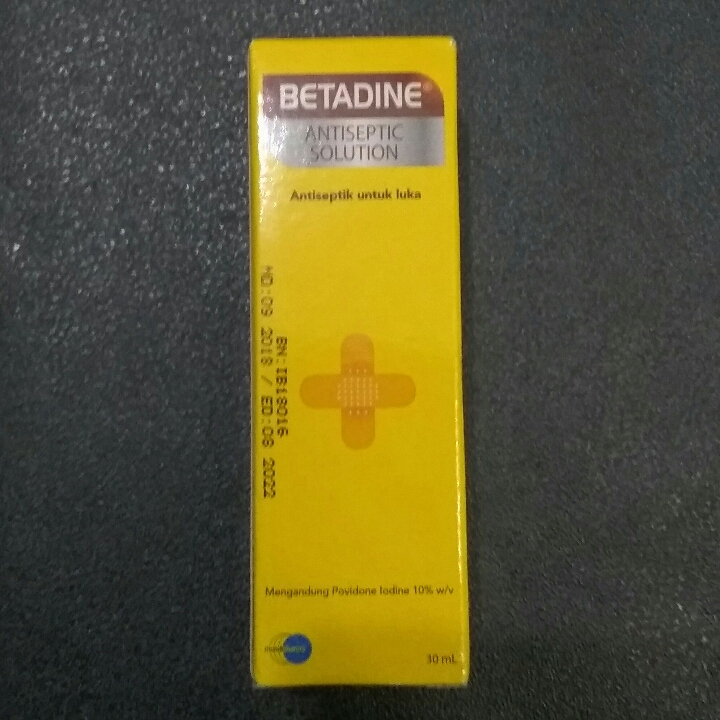 BETADINE®
ANTISEPTIC
SOLUTION
Antiseptik untuk luka
BN: IB18016
MD:09 2018 / ED:08 2022
Mengandung Povidone Iodine 10% w/v
mundipharma
30 mL